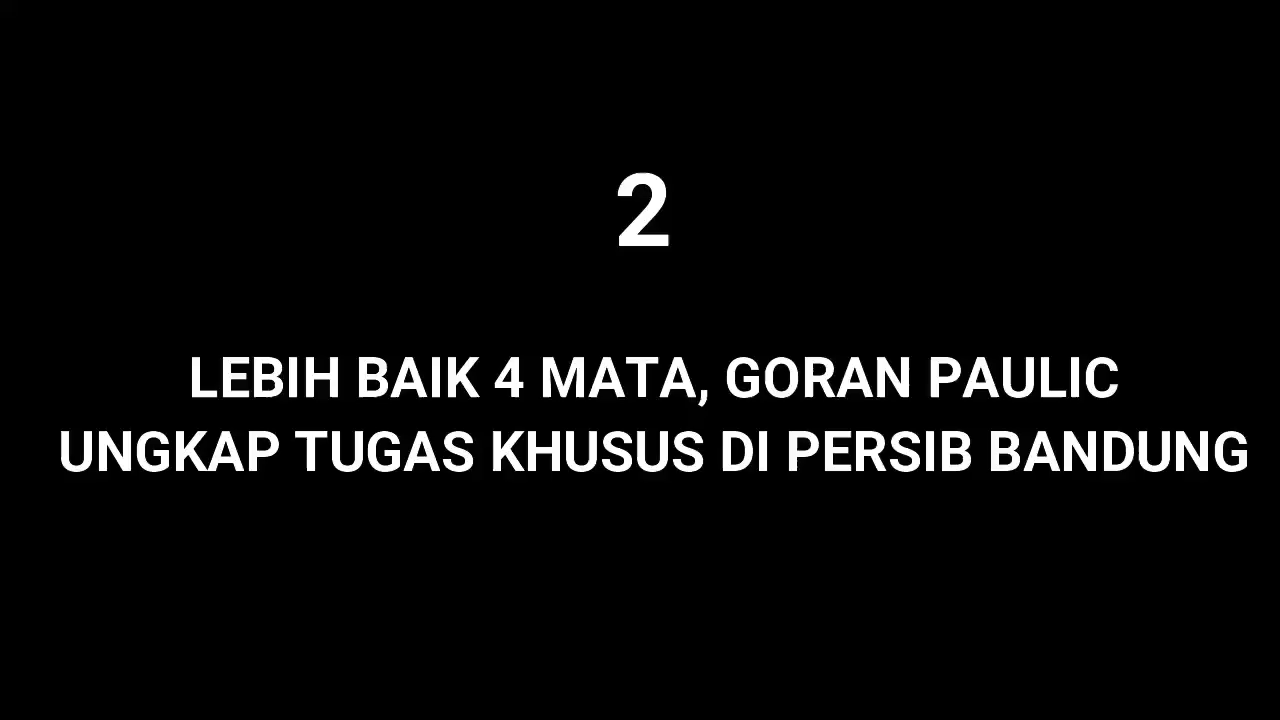 2
LEBIH BAIK 4 MATA, GORAN PAULIC
UNGKAP TUGAS KHUSUS DI PERSIB BANDUNG